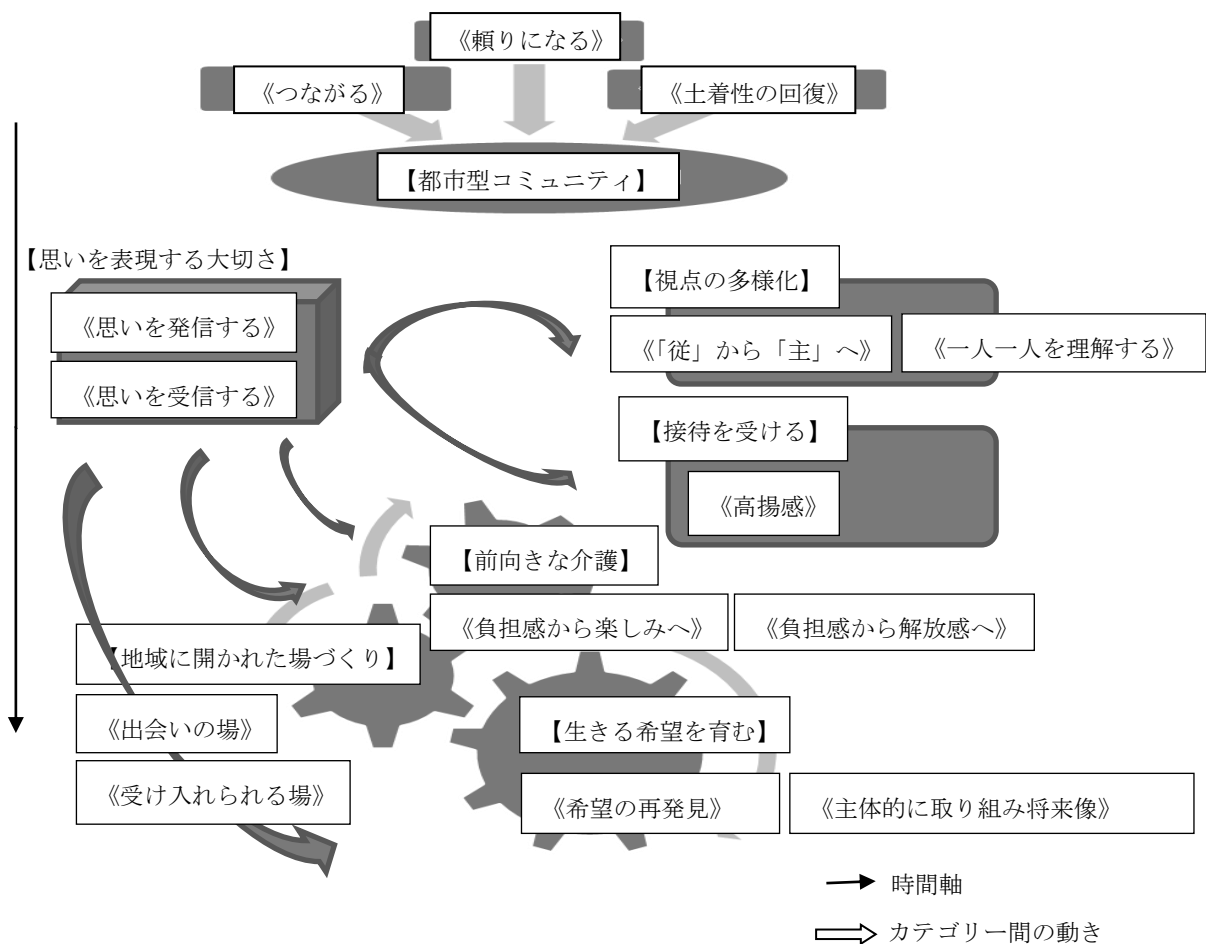 《頼りになる》
《つながる》
《土着性の回復》
【都市型コミュニティ】
【思いを表現する大切さ】
《思いを発信する》
《思いを受信する》
【視点の多様化】
《「従」から「主」へ》
《一人一人を理解する》
【接待を受ける】
《高揚感》
【前向きな介護】
《負担感から楽しみへ》
《負担感から解放感へ》
【地域に開かれた場づくり】
《出会いの場》
《受け入れられる場》
【生きる希望を育む】
《希望の再発見》
《主体的に取り組み将来像》
時間軸
カテゴリー間の動き